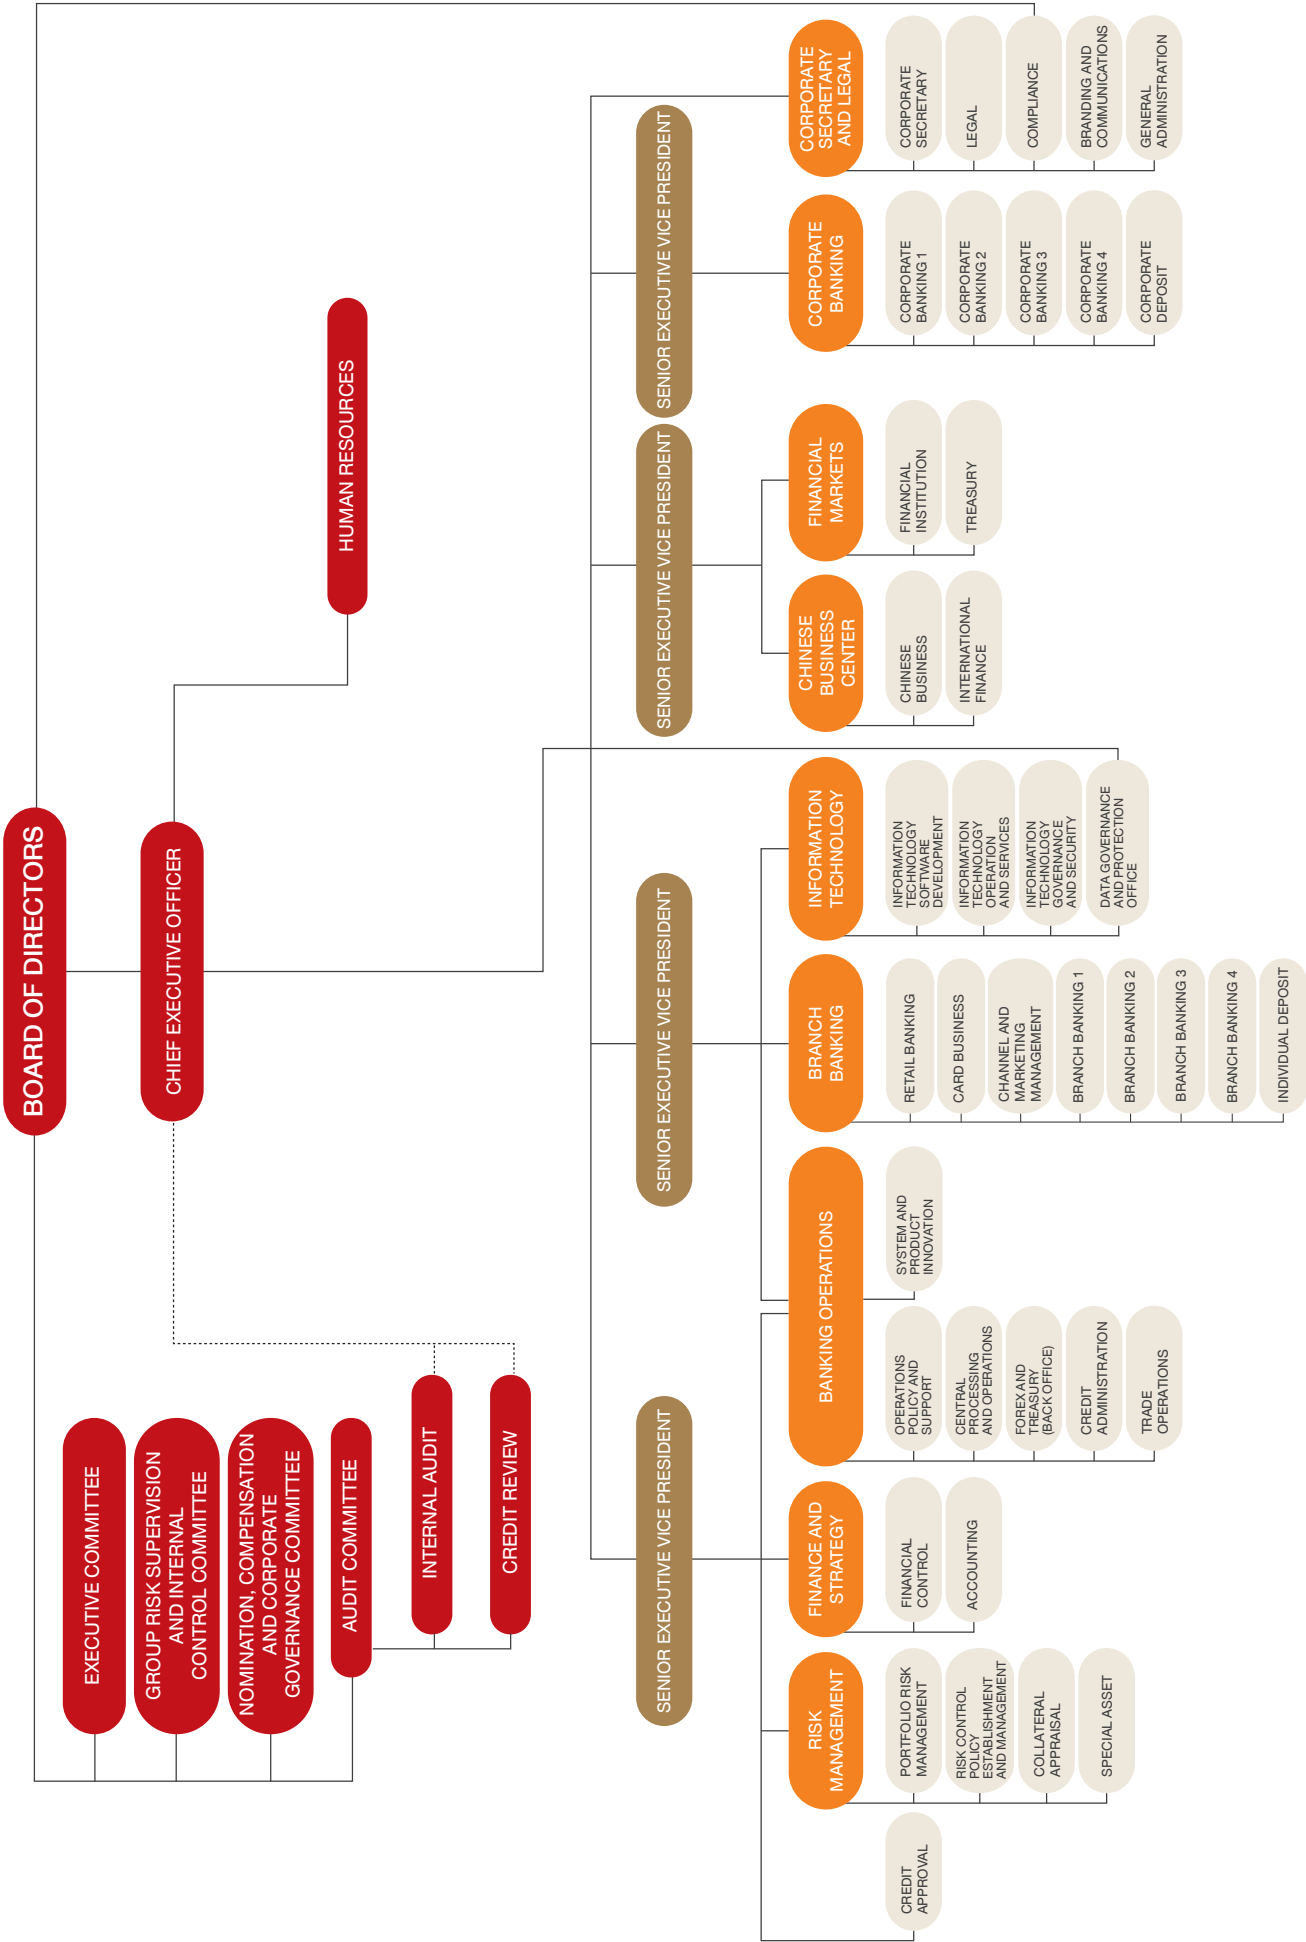 BOARD OF DIRECTORS
CHIEF EXECUTIVE OFFICER
HUMAN RESOURCES
EXECUTIVE COMMITTEE
GROUP RISK SUPERVISION
AND INTERNAL
CONTROL COMMITTEE
NOMINATION, COMPENSATION
AND CORPORATE
GOVERNANCE COMMITTEE
AUDIT COMMITTEE
INTERNAL AUDIT
CREDIT REVIEW
SENIOR EXECUTIVE VICE PRESIDENT
SENIOR EXECUTIVE VICE PRESIDENT
SENIOR EXECUTIVE VICE PRESIDENT
SENIOR EXECUTIVE VICE PRESIDENT
CREDIT
APPROVAL
RISK
MANAGEMENT
PORTFOLIO RISK
MANAGEMENT
RISK CONTROL
POLICY
ESTABLISHMENT
AND MANAGEMENT
COLLATERAL
APPRAISAL
SPECIAL ASSET
FINANCE AND
STRATEGY
FINANCIAL
CONTROL
ACCOUNTING
BANKING OPERATIONS
OPERATIONS
POLICY AND
SUPPORT
CENTRAL
PROCESSING
AND OPERATIONS
FOREX AND
TREASURY
(BACK OFFICE)
CREDIT
ADMINISTRATION
TRADE
OPERATIONS
SYSTEM AND
PRODUCT
INNOVATION
BRANCH
BANKING
RETAIL BANKING
CARD BUSINESS
CHANNEL AND
MARKETING
MANAGEMENT
BRANCH BANKING 1
BRANCH BANKING 2
BRANCH BANKING 3
BRANCH BANKING 4
INDIVIDUAL DEPOSIT
INFORMATION
TECHNOLOGY
INFORMATION
TECHNOLOGY
SOFTWARE
DEVELOPMENT
INFORMATION
TECHNOLOGY
OPERATION
AND SERVICES
INFORMATION
TECHNOLOGY
GOVERNANCE
AND SECURITY
DATA GOVERNANCE
AND PROTECTION
OFFICE
CHINESE
BUSINESS
CENTER
CHINESE
BUSINESS
INTERNATIONAL
FINANCE
FINANCIAL
MARKETS
FINANCIAL
INSTITUTION
TREASURY
CORPORATE
BANKING
CORPORATE
BANKING 1
CORPORATE
BANKING 2
CORPORATE
BANKING 3
CORPORATE
BANKING 4
CORPORATE
DEPOSIT
CORPORATE
SECRETARY
AND LEGAL
CORPORATE
SECRETARY
LEGAL
COMPLIANCE
BRANDING AND
COMMUNICATIONS
GENERAL
ADMINISTRATION